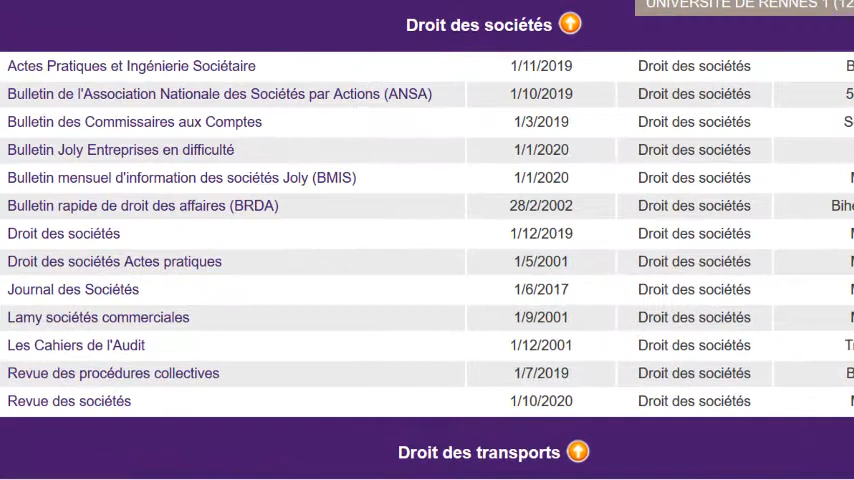 UNIVERSITE DE RENNES 1 (12
Droit des sociétés
Actes Pratiques et Ingénierie Sociétaire 1/11/2019 Droit des sociétés B
Bulletin de l'Association Nationale des Sociétés par Actions (ANSA) 1/10/2019 Droit des sociétés 5
Bulletin des Commissaires aux Comptes 1/3/2019 Droit des sociétés S
Bulletin Joly Entreprises en difficulté 1/1/2020 Droit des sociétés
Bulletin mensuel d'information des sociétés Joly (BMIS) 1/1/2020 Droit des sociétés M
Bulletin rapide de droit des affaires (BRDA) 28/2/2002 Droit des sociétés Bihe
Droit des sociétés 1/12/2019 Droit des sociétés M
Droit des sociétés Actes pratiques 1/5/2001 Droit des sociétés M
Journal des Sociétés 1/6/2017 Droit des sociétés M
Lamy sociétés commerciales 1/9/2001 Droit des sociétés M
Les Cahiers de l'Audit 1/12/2001 Droit des sociétés Ti
Revue des procédures collectives 1/7/2019 Droit des sociétés B
Revue des sociétés 1/10/2020 Droit des sociétés M
Droit des transports